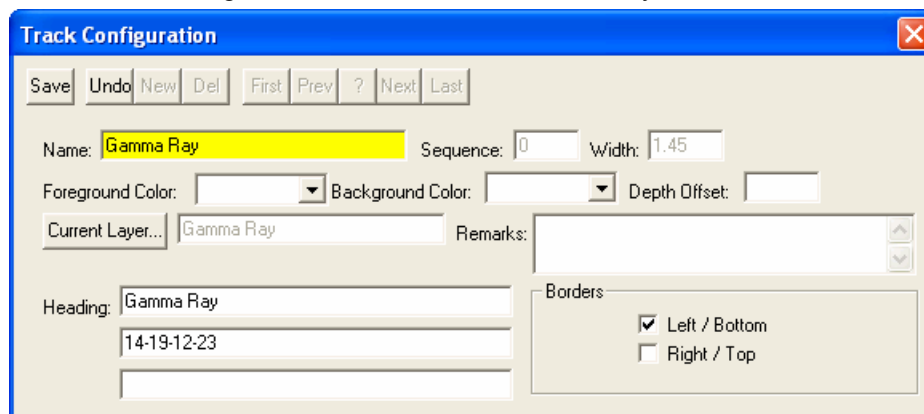 Track Configuration
Save Undo New Del First Prev ? Next Last
Name: Gamma Ray Sequence: 0 Width: 1.45
Foreground Color: Background Color: Depth Offset:
Current Layer... Gamma Ray Remarks:
Heading: Gamma Ray
14-19-12-23
Borders
Left / Bottom
Right / Top